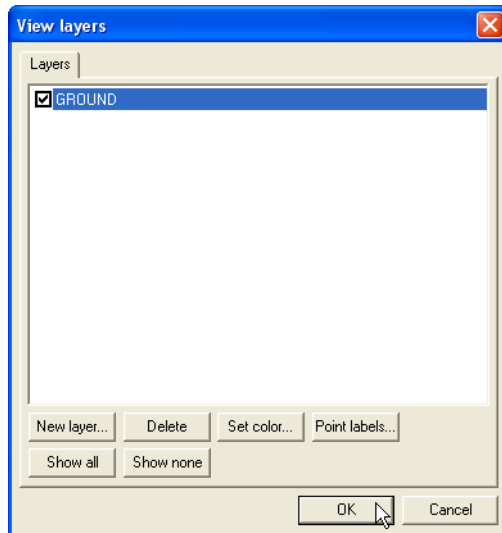 View layers
Layers
GROUND
New layer... Delete Set color... Point labels...
Show all Show none
OK Cancel